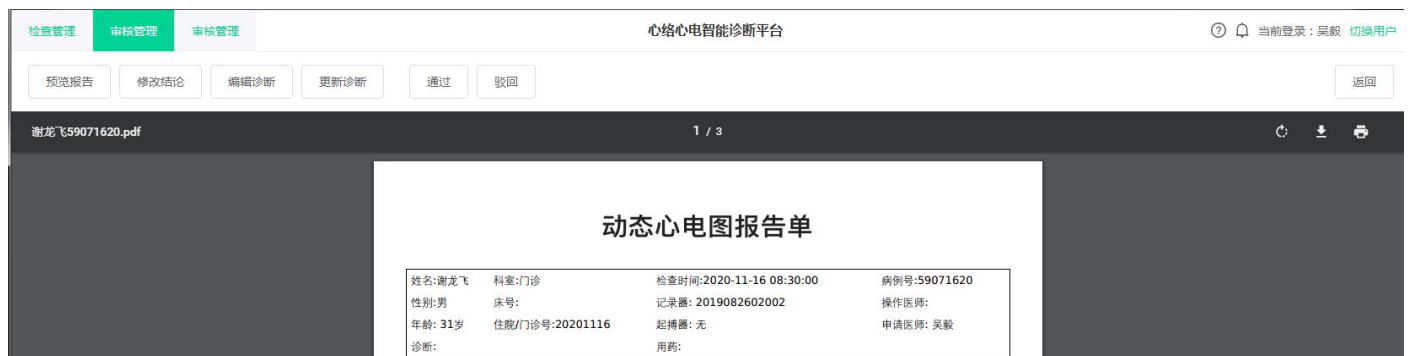 检查管理 审核管理 审核管理 心络心电智能诊断平台 当前登录：吴毅 切换用户
预览报告 修改结论 编辑诊断 更新诊断 通过 驳回 返回
谢龙飞59071620.pdf 1 / 3
动态心电图报告单
姓名:谢龙飞 科室:门诊 检查时间:2020-11-16 08:30:00 病例号:59071620
性别:男 床号: 记录器: 2019082602002 操作医师:
年龄: 31岁 住院/门诊号:20201116 起搏器: 无 申请医师: 吴毅
诊断: 用药: